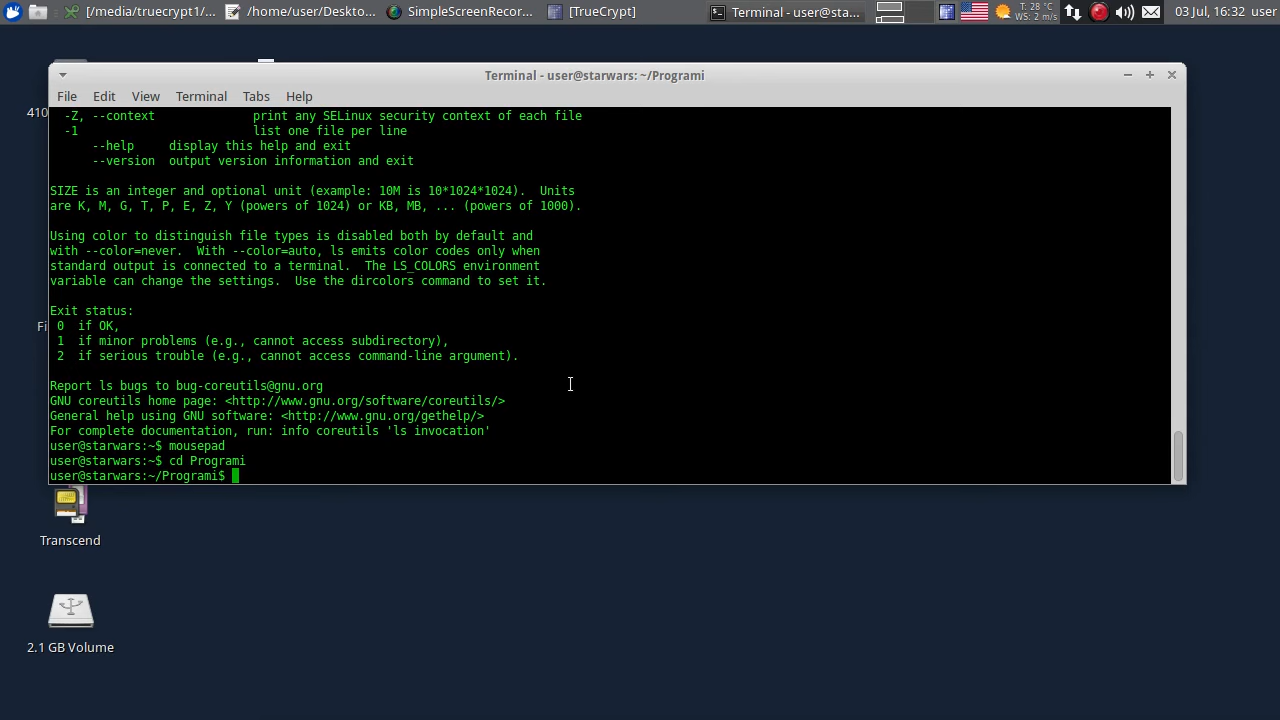 [/media/truecrypt1/...
/home/user/Deskto...
SimpleScreenRecor...
[TrueCrypt]
Terminal - user@sta...
T: 28 °C
WS: 2 m/s
03 Jul, 16:32 user
Terminal - user@starwars: ~/Programi
File Edit View Terminal Tabs Help
-Z, --context print any SELinux security context of each file
-1 list one file per line
--help display this help and exit
--version output version information and exit
SIZE is an integer and optional unit (example: 10M is 10*1024*1024). Units
are K, M, G, T, P, E, Z, Y (powers of 1024) or KB, MB, ... (powers of 1000).
Using color to distinguish file types is disabled both by default and
with --color=never. With --color=auto, ls emits color codes only when
standard output is connected to a terminal. The LS_COLORS environment
variable can change the settings. Use the dircolors command to set it.
Exit status:
0 if OK,
1 if minor problems (e.g., cannot access subdirectory),
2 if serious trouble (e.g., cannot access command-line argument).
Report ls bugs to bug-coreutils@gnu.org
GNU coreutils home page: <http://www.gnu.org/software/coreutils/>
General help using GNU software: <http://www.gnu.org/gethelp/>
For complete documentation, run: info coreutils 'ls invocation'
user@starwars:~$ mousepad
user@starwars:~$ cd Programi
user@starwars:~/Programi$
410
Fi
Transcend
2.1 GB Volume